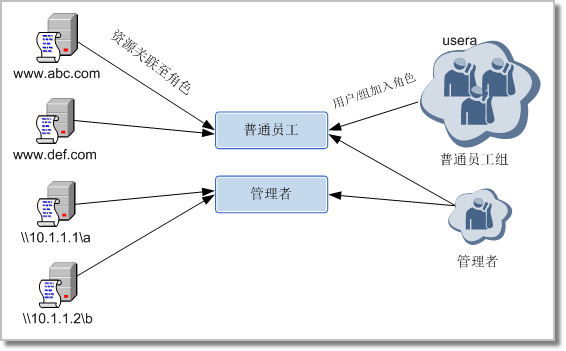 usera
www.abc.com
资源关联至角色
用户/组加入角色
普通员工
普通员工组
www.def.com
管理者
\\10.1.1.1\a
管理者
\\10.1.1.2\b